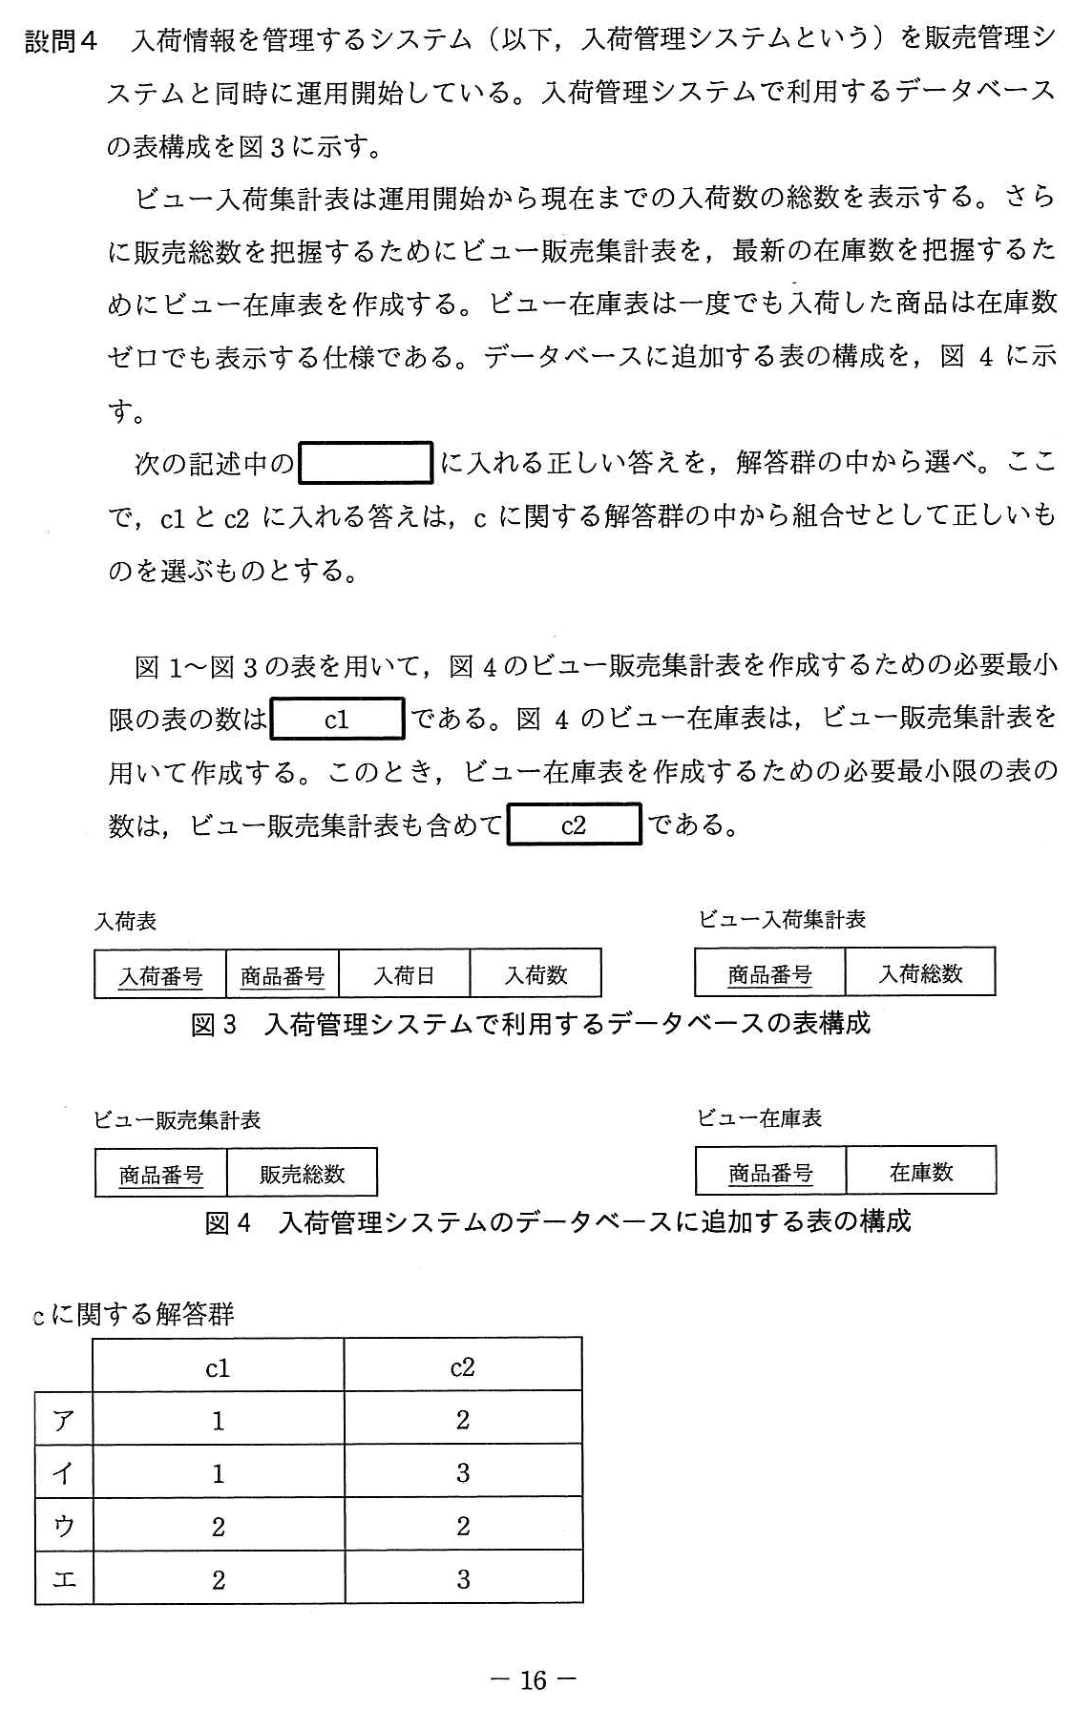 設問4　入荷情報を管理するシステム（以下，入荷管理システムという）を販売管理シ
ステムと同時に運用開始している。入荷管理システムで利用するデータベース
の表構成を図3に示す。
ビュー入荷集計表は運用開始から現在までの入荷数の総数を表示する。さら
に販売総数を把握するためにビュー販売集計表を，最新の在庫数を把握するた
めにビュー在庫表を作成する。ビュー在庫表は一度でも入荷した商品は在庫数
ゼロでも表示する仕様である。データベースに追加する表の構成を，図 4 に示
す。
次の記述中の　　　に入れる正しい答えを，解答群の中から選べ。ここ
で，c1 と c2 に入れる答えは，c に関する解答群の中から組合せとして正しいも
のを選ぶものとする。
図 1～図 3 の表を用いて，図 4 のビュー販売集計表を作成するための必要最小
限の表の数は c1 である。図 4 のビュー在庫表は，ビュー販売集計表を
用いて作成する。このとき，ビュー在庫表を作成するための必要最小限の表の
数は，ビュー販売集計表も含めて c2 である。
入荷表　ビュー入荷集計表
入荷番号　商品番号　入荷日　入荷数　商品番号　入荷総数
図3　入荷管理システムで利用するデータベースの表構成
ビュー販売集計表　ビュー在庫表
商品番号　販売総数　商品番号　在庫数
図4　入荷管理システムのデータベースに追加する表の構成
c に関する解答群
c1　c2
ア　1　2
イ　1　3
ウ　2　2
エ　2　3
－ 16 －